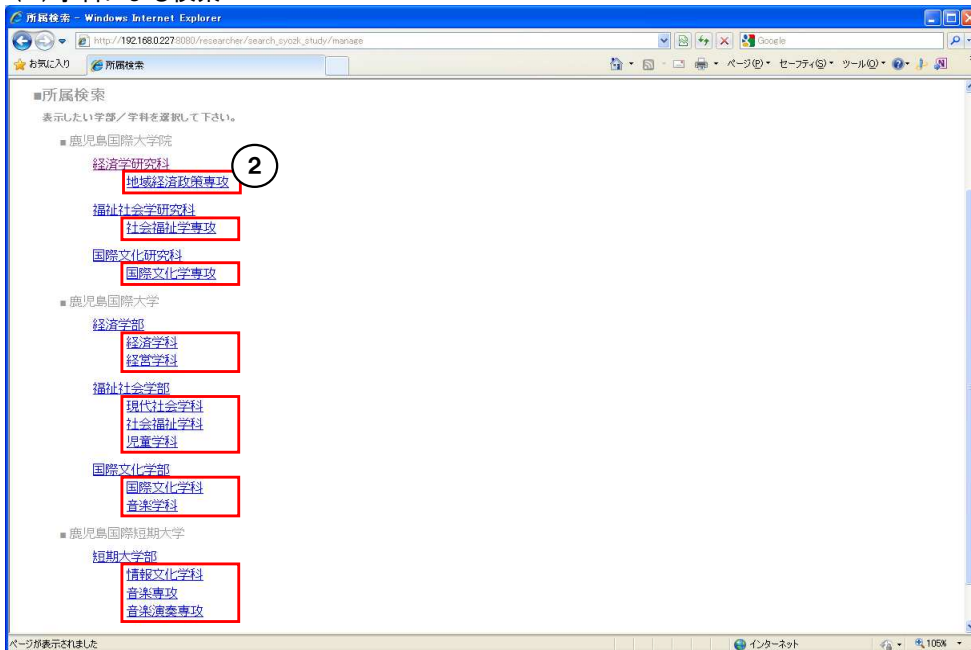 所属検索 - Windows Internet Explorer
http://192.168.0.227:8080/researcher/search_syozk_study/manage
Google
お気に入り
所属検索
ページ(P)
セーフティ(S)
ツール(O)
■所属検索
表示したい学部/学科を選択して下さい。
■鹿児島国際大学院
経済学研究科
2
地域経済政策専攻
福祉社会学研究科
社会福祉学専攻
国際文化研究科
国際文化学専攻
■鹿児島国際大学
経済学部
経済学科
経営学科
福祉社会学部
現代社会学科
社会福祉学科
児童学科
国際文化学部
国際文化学科
音楽学科
■鹿児島国際短期大学
短期大学部
情報文化学科
音楽専攻
音楽演奏専攻
ページが表示されました
インターネット
105%